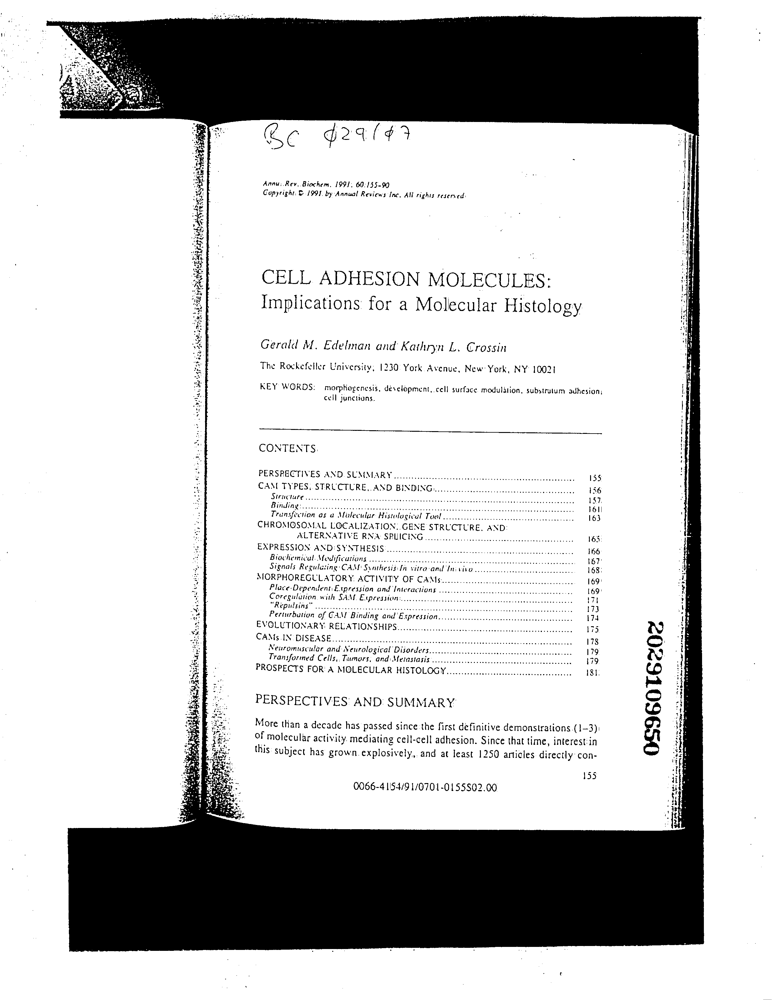 BC φ29/φ7
Annu. Rev. Biochem. 1991. 60:155-90
Copyright © 1991 by Annual Reviews Inc. All rights reserved
CELL ADHESION MOLECULES:
Implications for a Molecular Histology
Gerald M. Edelman and Kathryn L. Crossin
The Rockefeller University, 1230 York Avenue, New York, NY 10021
KEY WORDS: morphogenesis, development, cell surface modulation, substratum adhesion,
cell junctions.
CONTENTS
PERSPECTIVES AND SUMMARY 155
CAM TYPES, STRUCTURE, AND BINDING 156
Structure 157
Binding 161
Transfection as a Molecular Histological Tool 163
CHROMOSOMAL LOCALIZATION, GENE STRUCTURE, AND
ALTERNATIVE RNA SPLICING 165
EXPRESSION AND SYNTHESIS 166
Biochemical Modifications 167
Signals Regulating CAM Synthesis In vitro and In vivo 168
MORPHOREGULATORY ACTIVITY OF CAMs 169
Place-Dependent Expression and Interactions 169
Coregulation with SAM Expression 171
"Repulsins" 173
Perturbation of CAM Binding and Expression 174
EVOLUTIONARY RELATIONSHIPS 175
CAMs IN DISEASE 178
Neuromuscular and Neurological Disorders 179
Transformed Cells, Tumors, and Metastasis 179
PROSPECTS FOR A MOLECULAR HISTOLOGY 181
PERSPECTIVES AND SUMMARY
More than a decade has passed since the first definitive demonstrations (1-3)
of molecular activity mediating cell-cell adhesion. Since that time, interest in
this subject has grown explosively, and at least 1250 articles directly con-
155
0066-4154/91/0701-0155$02.00
2029109650